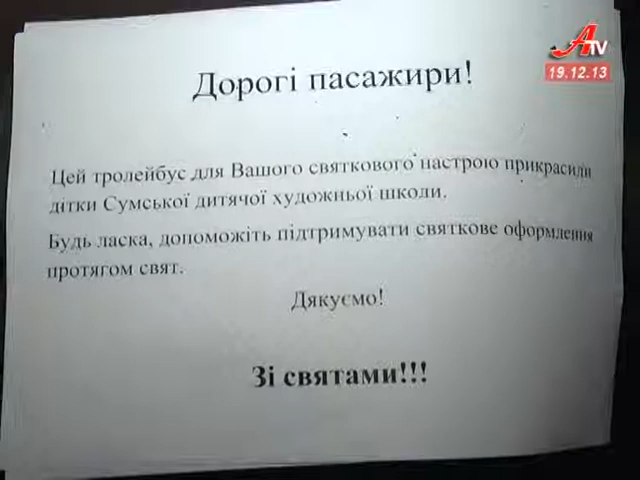 АTV
19.12.13
Дорогі пасажири!
Цей тролейбус для Вашого святкового настрою прикрасили
дітки Сумської дитячої художньої школи.
Будь ласка, допоможіть підтримувати святкове оформлення
протягом свят.
Дякуємо!
Зі святами!!!